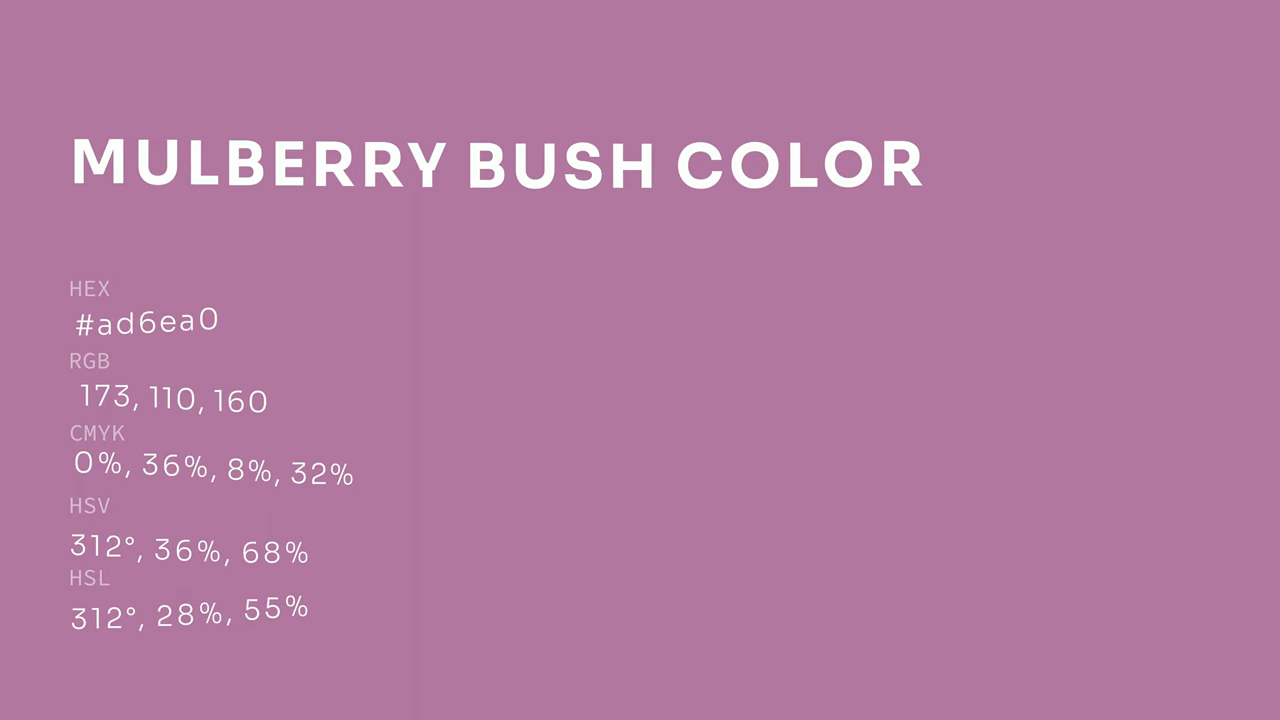 MULBERRY BUSH COLOR
HEX
#ad6ea0
RGB
173, 110, 160
CMYK
0%, 36%, 8%, 32%
HSV
312°, 36%, 68%
HSL
312°, 28%, 55%